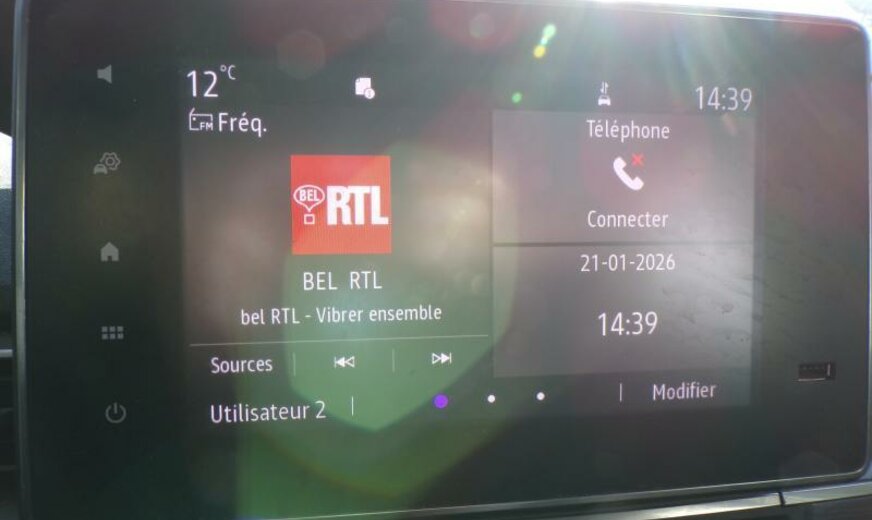 12°C
14:39
FM Fréq.
Téléphone
BEL RTL
Connecter
BEL RTL
21-01-2026
bel RTL - Vibrer ensemble
14:39
Sources
Utilisateur 2
Modifier